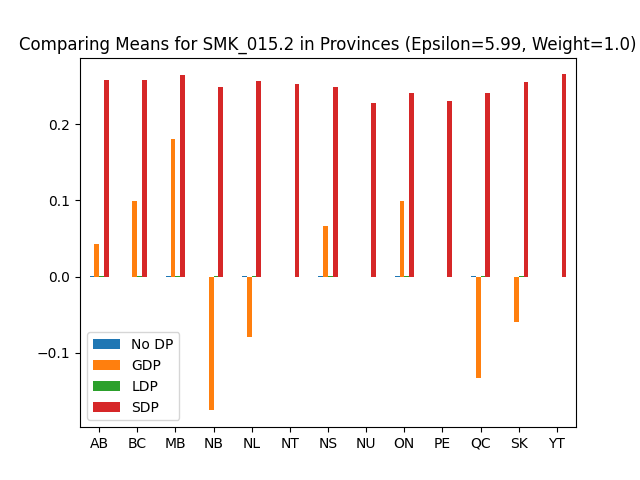 Comparing Means for SMK_015.2 in Provinces (Epsilon=5.99, Weight=1.0)
0.2
0.1
0.0
−0.1
No DP
GDP
LDP
SDP
AB BC MB NB NL NT NS NU ON PE QC SK YT